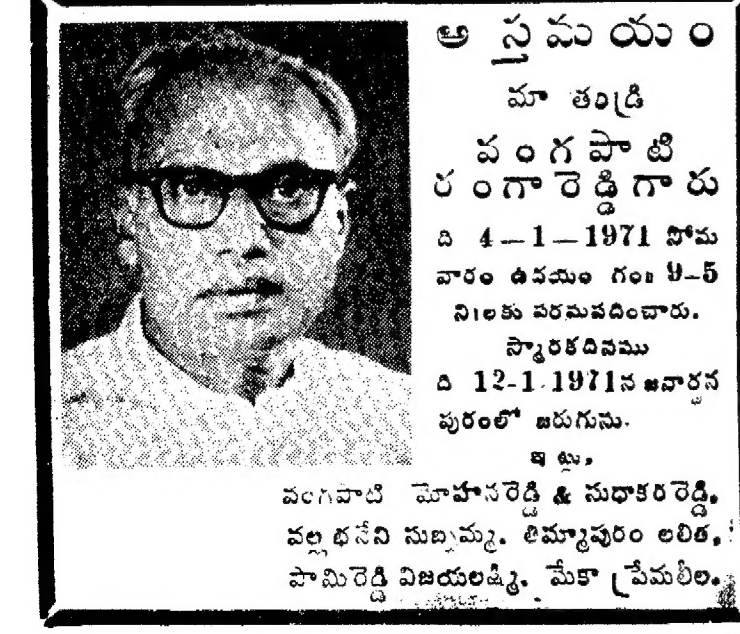 అ స్తమయం
మా తండ్రి
వంగపాటి
రంగారెడ్డిగారు
ది 4—1—1971 సోమ
వారం ఉదయం గం॥ 9-5
ని॥లకు పరమపదించారు.
స్మారకదినము
ది 12-1-1971న జనార్ధన
పురంలో జరుగును.
ఇట్లు,
వంగపాటి మోహనరెడ్డి & సుధాకరరెడ్డి,
వల్లభనేని సుబ్బమ్మ, తిమ్మాపురం లలిత,
పామిరెడ్డి విజయలక్ష్మి, మేకా ప్రేమలీల.